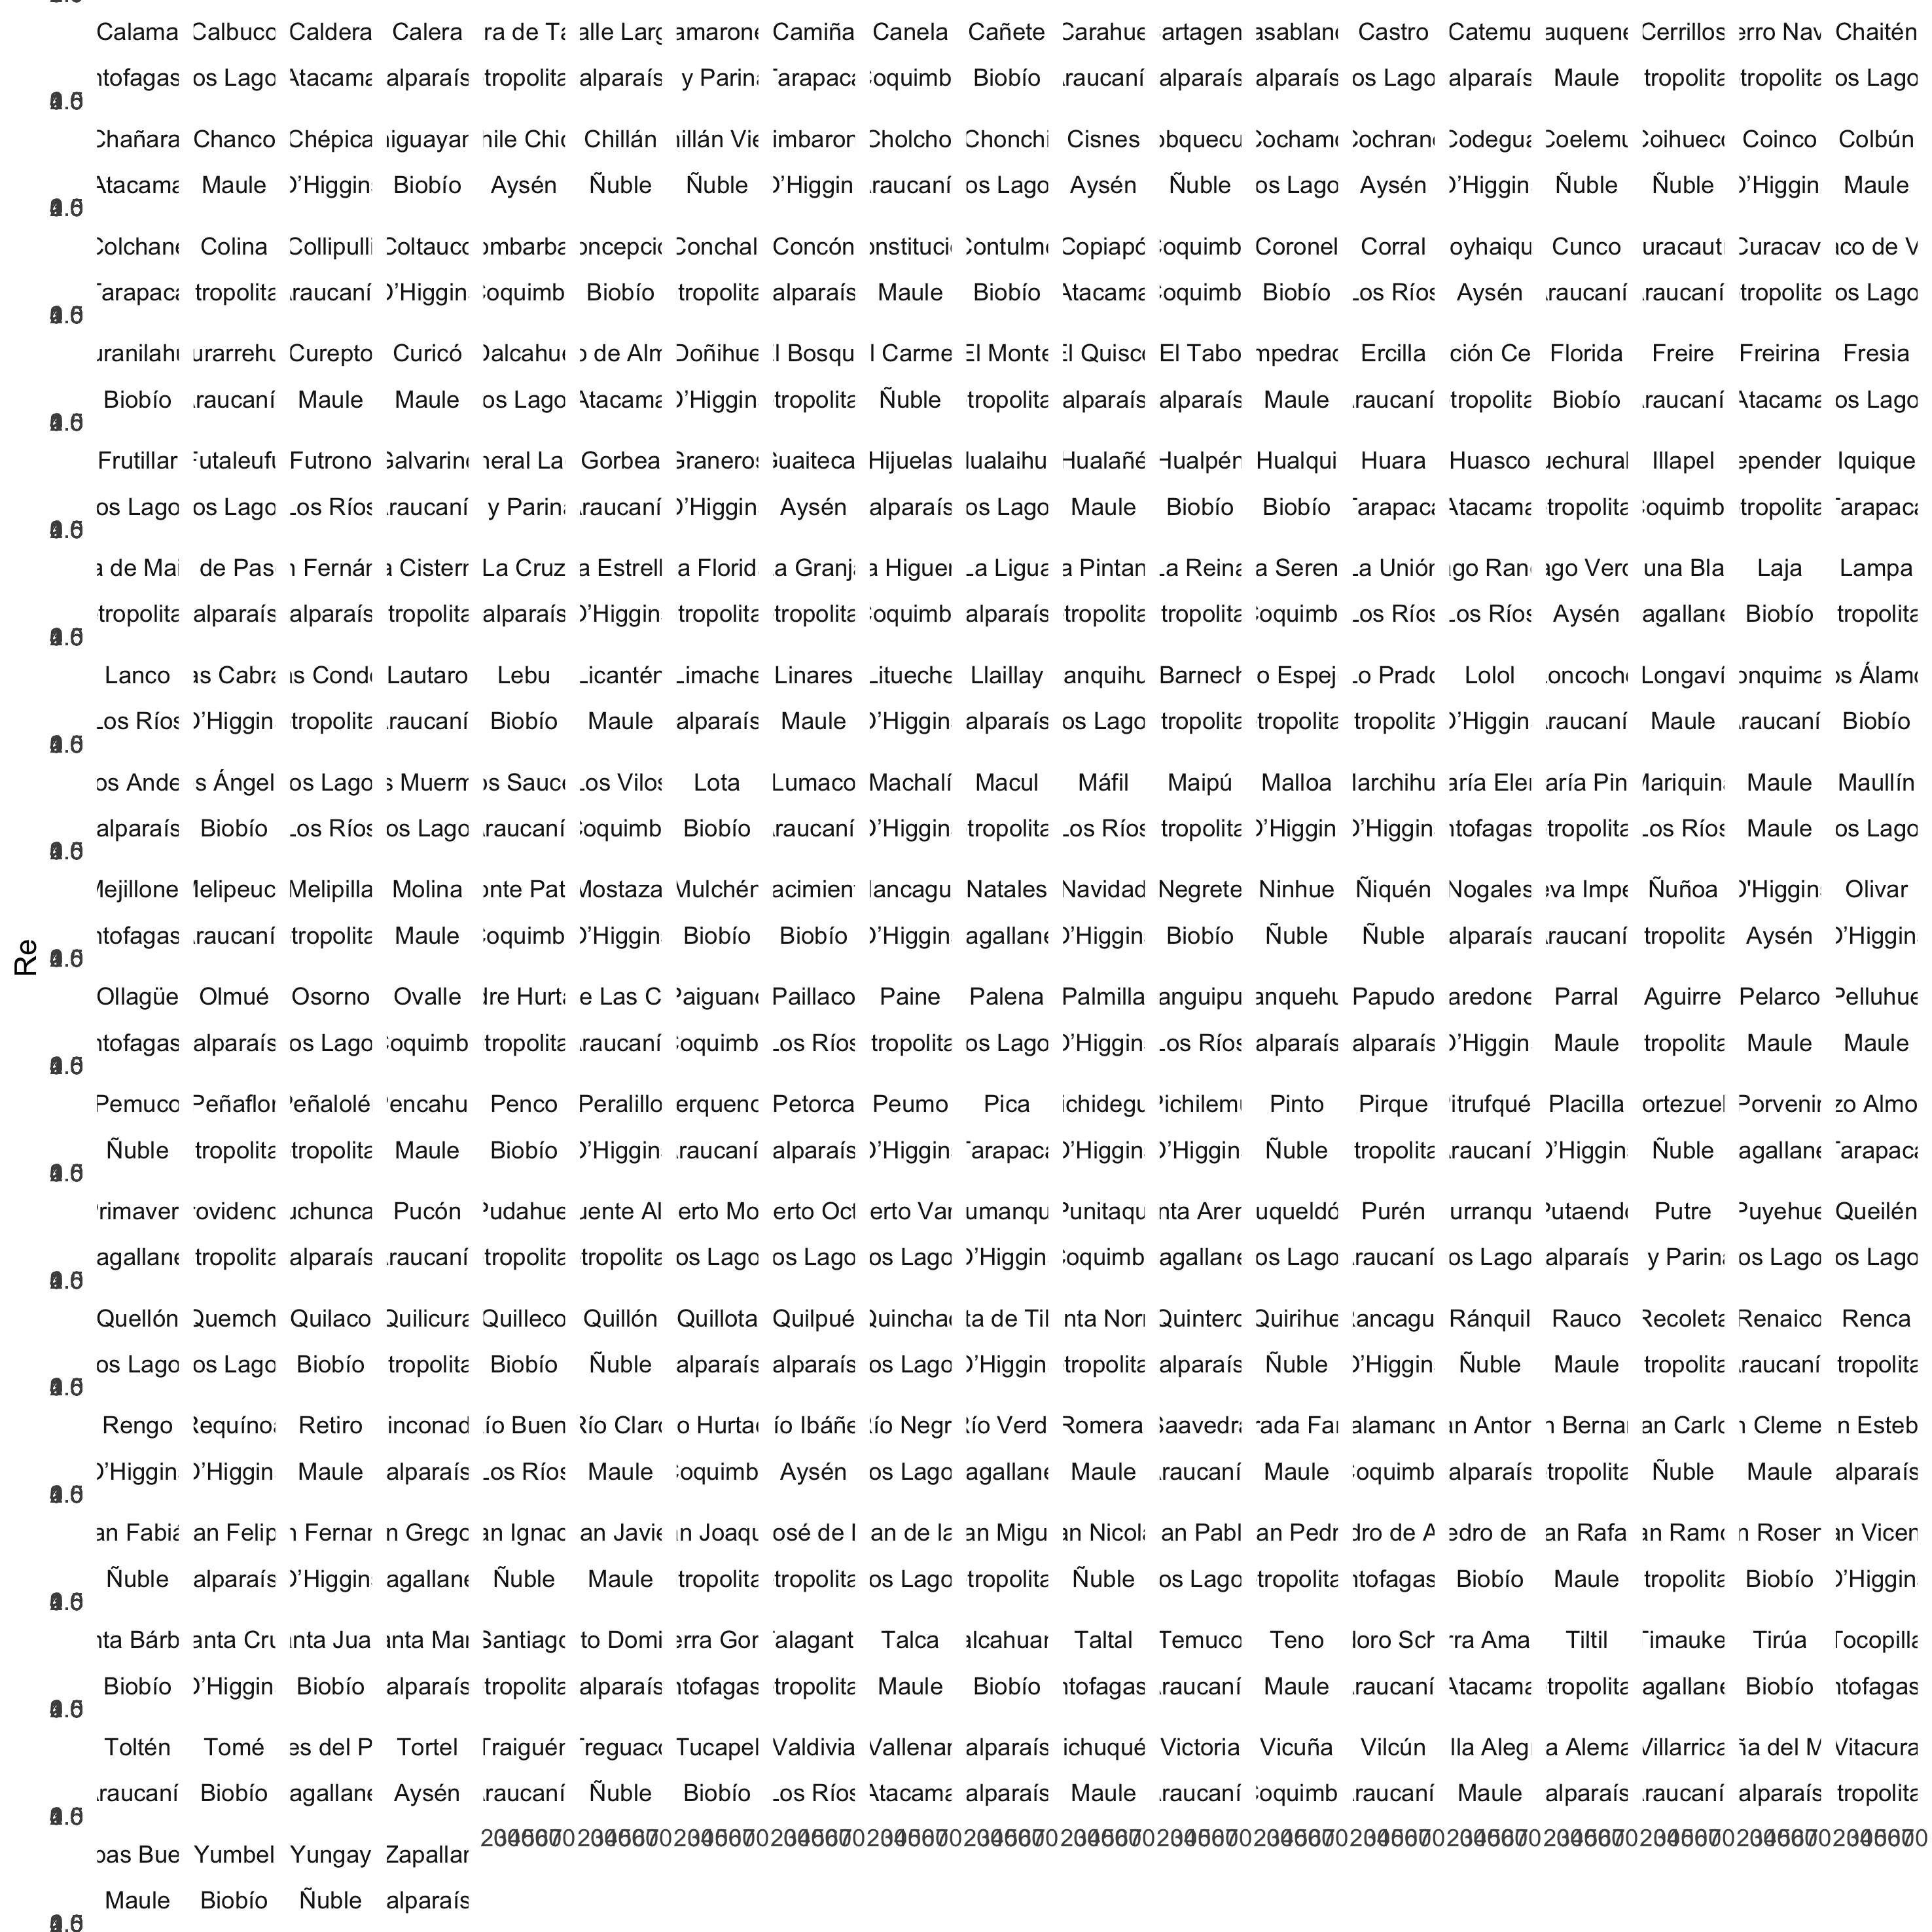 Calama Calbuco Caldera Calera ra de Ta alle Larg amarone Camiña Canela Cañete Carahue artagen asablanc Castro Catemu auquene Cerrillos erro Nav Chaitén
ntofagas os Lago Atacama alparaís tropolita alparaís y Parina Tarapaca Coquimb Biobío Araucaní alparaís alparaís os Lago alparaís Maule tropolita tropolita os Lago
Chañara Chanco Chépica iguayan hile Chic Chillán illán Vie imbaron Cholcho Chonchi Cisnes obquecu Cochamo Cochrane Codegua Coelemu Coihueco Coinco Colbún
Atacama Maule O’Higgin Biobío Aysén Ñuble Ñuble O’Higgin raucaní os Lago Aysén Ñuble os Lago Aysén O’Higgin Ñuble Ñuble O’Higgin Maule
Colchane Colina Collipulli Coltauco ombarba oncepcio Conchal Concón onstituci Contulmo Copiapó Coquimb Coronel Corral oyhaiqu Cunco uracautí Curacav aco de V
Tarapaca tropolita raucaní O’Higgin Coquimb Biobío tropolita alparaís Maule Biobío Atacama Coquimb Biobío Los Ríos Aysén raucaní raucaní tropolita os Lago
uranilahu urarrehu Curepto Curicó Dalcahue o de Alm Doñihue El Bosqu l Carme El Monte El Quisco El Tabo mpedrad Ercilla ción Ce Florida Freire Freirina Fresia
Biobío raucaní Maule Maule os Lago Atacama O’Higgin tropolita Ñuble tropolita alparaís alparaís Maule raucaní tropolita Biobío raucaní Atacama os Lago
Frutillar Futaleufu Futrono Galvarino neral La Gorbea Graneros Guaiteca Hijuelas ualaihu Hualañé Hualpén Hualqui Huara Huasco uechural Illapel ependen Iquique
os Lago os Lago Los Ríos raucaní y Parina raucaní O’Higgin Aysén alparaís os Lago Maule Biobío Biobío Tarapaca Atacama tropolita Coquimb tropolita Tarapaca
a de Mai de Pas n Fernán a Cistern La Cruz a Estrell a Florid La Granja a Higuer La Ligua a Pintan La Reina a Seren La Unión ago Ran ago Verd una Bla Laja Lampa
tropolita alparaís alparaís tropolita alparaís O’Higgin tropolita tropolita Coquimb alparaís tropolita tropolita Coquimb Los Ríos Los Ríos Aysén agallane Biobío tropolita
Lanco as Cabra as Conde Lautaro Lebu Licantén Limache Linares Litueche Llaillay anquihu Barnech o Espej Lo Prado Lolol Loncoche Longaví onquima os Álamo
Los Ríos O’Higgin tropolita raucaní Biobío Maule alparaís Maule O’Higgin alparaís os Lago tropolita tropolita tropolita O’Higgin raucaní Maule raucaní Biobío
os Ande s Ángel os Lago s Muerm os Sauce Los Vilos Lota Lumaco Machalí Macul Máfil Maipú Malloa archihu aría Elen aría Pin Mariquina Maule Maullín
alparaís Biobío Los Ríos os Lago raucaní Coquimb Biobío raucaní O’Higgin tropolita Los Ríos tropolita O’Higgin O’Higgin ntofagas tropolita Los Ríos Maule os Lago
Mejillone Melipeuc Melipilla Molina onte Pat Mostaza Mulchén acimien ancagu Natales Navidad Negrete Ninhue Ñiquén Nogales eva Impe Ñuñoa O'Higgins Olivar
ntofagas raucaní tropolita Maule Coquimb O’Higgin Biobío Biobío O’Higgin agallane O’Higgin Biobío Ñuble Ñuble alparaís raucaní tropolita Aysén O’Higgin
Re
Ollagüe Olmué Osorno Ovalle dre Hurta e Las C Paiguano Paillaco Paine Palena Palmilla anguipu anquehu Papudo aredone Parral Aguirre Pelarco Pelluhue
ntofagas alparaís os Lago Coquimb tropolita raucaní Coquimb Los Ríos tropolita os Lago O’Higgin Los Ríos alparaís alparaís O’Higgin Maule tropolita Maule Maule
Pemuco Peñaflor Peñalolé encahu Penco Peralillo erquenc Petorca Peumo Pica ichidegu Pichilemu Pinto Pirque itrufqué Placilla ortezuel Porvenir zo Almo
Ñuble tropolita tropolita Maule Biobío O’Higgin raucaní alparaís O’Higgin Tarapaca O’Higgin O’Higgin Ñuble tropolita raucaní O’Higgin Ñuble agallane Tarapaca
rimaver rovidenc uchunca Pucón Pudahue uente Al erto Mo erto Oct erto Var umanqu Punitaqu nta Aren uqueldó Purén urranqu Putaendo Putre Puyehue Queilén
agallane tropolita alparaís raucaní tropolita tropolita os Lago os Lago os Lago O’Higgin Coquimb agallane os Lago raucaní os Lago alparaís y Parina os Lago os Lago
Quellón Quemch Quilaco Quilicura Quilleco Quillón Quillota Quilpué Quinchao ta de Til nta Norm Quintero Quirihue Rancagu Ránquil Rauco Recoleta Renaico Renca
os Lago os Lago Biobío tropolita Biobío Ñuble alparaís alparaís os Lago O’Higgin tropolita alparaís Ñuble O’Higgin Ñuble Maule tropolita raucaní tropolita
Rengo Requínoa Retiro inconad ío Buen Río Claro o Hurtad ío Ibáñe Río Negr Río Verd Romera Saavedra rada Fam alamanc an Anton n Bernar an Carlo n Cleme n Esteb
O’Higgin O’Higgin Maule alparaís Los Ríos Maule Coquimb Aysén os Lago agallane Maule raucaní Maule Coquimb alparaís tropolita Ñuble Maule alparaís
an Fabiá an Felip n Fernan n Grego an Ignac an Javie n Joaqu osé de M an de la an Migu an Nicola an Pabl an Pedr dro de A edro de an Rafa an Ramo n Rosen an Vicen
Ñuble alparaís O’Higgin agallane Ñuble Maule tropolita tropolita os Lago tropolita Ñuble os Lago tropolita ntofagas Biobío Maule tropolita Biobío O’Higgin
nta Bárb anta Cru anta Jua anta Mar Santiago to Domi erra Gor Talagant Talca alcahuan Taltal Temuco Teno doro Sch rra Ama Tiltil Timauke Tirúa Tocopilla
Biobío O’Higgin Biobío alparaís tropolita alparaís ntofagas tropolita Maule Biobío ntofagas raucaní Maule raucaní Atacama tropolita agallane Biobío ntofagas
Toltén Tomé es del P Tortel Traiguén Treguaco Tucapel Valdivia Vallenar alparaís ichuqué Victoria Vicuña Vilcún lla Alegr a Alema Villarrica ña del M Vitacura
raucaní Biobío agallane Aysén raucaní Ñuble Biobío Los Ríos Atacama alparaís Maule raucaní Coquimb raucaní Maule alparaís raucaní alparaís tropolita
bas Bue Yumbel Yungay Zapallar
Maule Biobío Ñuble alparaís